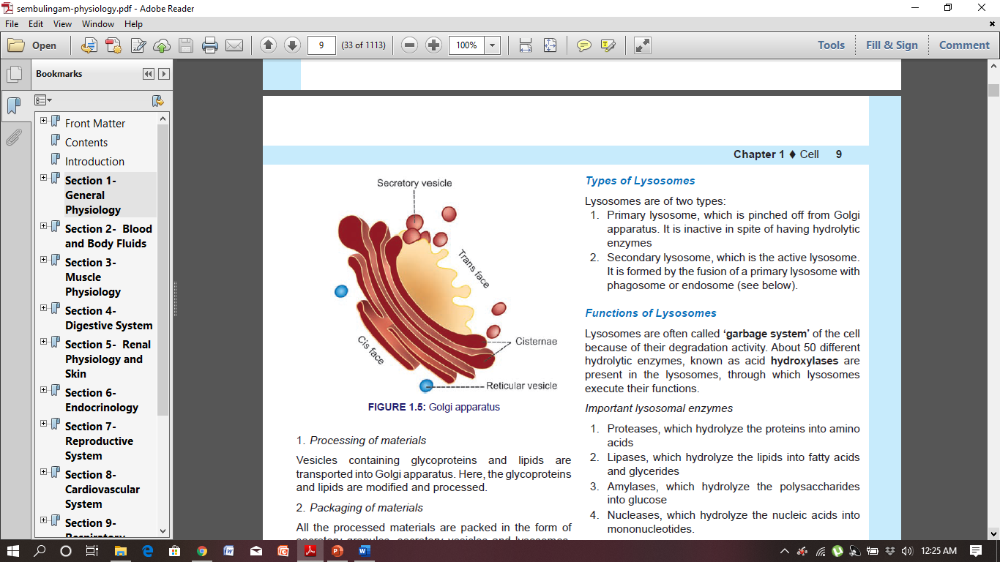 sembulingam-physiology.pdf - Adobe Reader
File Edit View Window Help
Open
9
(33 of 1113)
100%
Tools
Fill & Sign
Comment
Bookmarks
Front Matter
Contents
Introduction
Section 1-
General
Physiology
Section 2- Blood
and Body Fluids
Section 3-
Muscle
Physiology
Section 4-
Digestive System
Section 5- Renal
Physiology and
Skin
Section 6-
Endocrinology
Section 7-
Reproductive
System
Section 8-
Cardiovascular
System
Section 9-
Respiratory
Chapter 1 ♦ Cell 9
Secretory vesicle
Trans face
Cisternae
Cis face
Reticular vesicle
FIGURE 1.5: Golgi apparatus
1. Processing of materials
Vesicles containing glycoproteins and lipids are
transported into Golgi apparatus. Here, the glycoproteins
and lipids are modified and processed.
2. Packaging of materials
All the processed materials are packed in the form of
secretory granules, secretory vesicles and lysosomes,
Types of Lysosomes
Lysosomes are of two types:
1. Primary lysosome, which is pinched off from Golgi
apparatus. It is inactive in spite of having hydrolytic
enzymes
2. Secondary lysosome, which is the active lysosome.
It is formed by the fusion of a primary lysosome with
phagosome or endosome (see below).
Functions of Lysosomes
Lysosomes are often called ‘garbage system’ of the cell
because of their degradation activity. About 50 different
hydrolytic enzymes, known as acid hydroxylases are
present in the lysosomes, through which lysosomes
execute their functions.
Important lysosomal enzymes
1. Proteases, which hydrolyze the proteins into amino
acids
2. Lipases, which hydrolyze the lipids into fatty acids
and glycerides
3. Amylases, which hydrolyze the polysaccharides
into glucose
4. Nucleases, which hydrolyze the nucleic acids into
mononucleotides.
12:25 AM